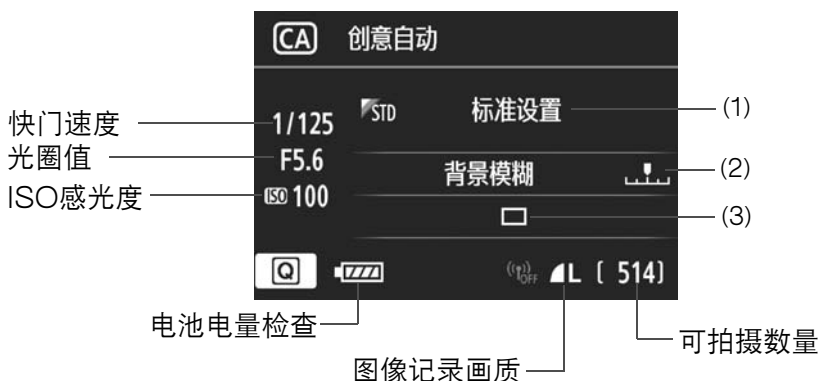 CA 创意自动
快门速度 1/125 STD 标准设置 (1)
光圈值 F5.6 背景模糊 (2)
ISO感光度 ISO 100 (3)
Q OFF L [ 514]
电池电量检查 可拍摄数量
图像记录画质